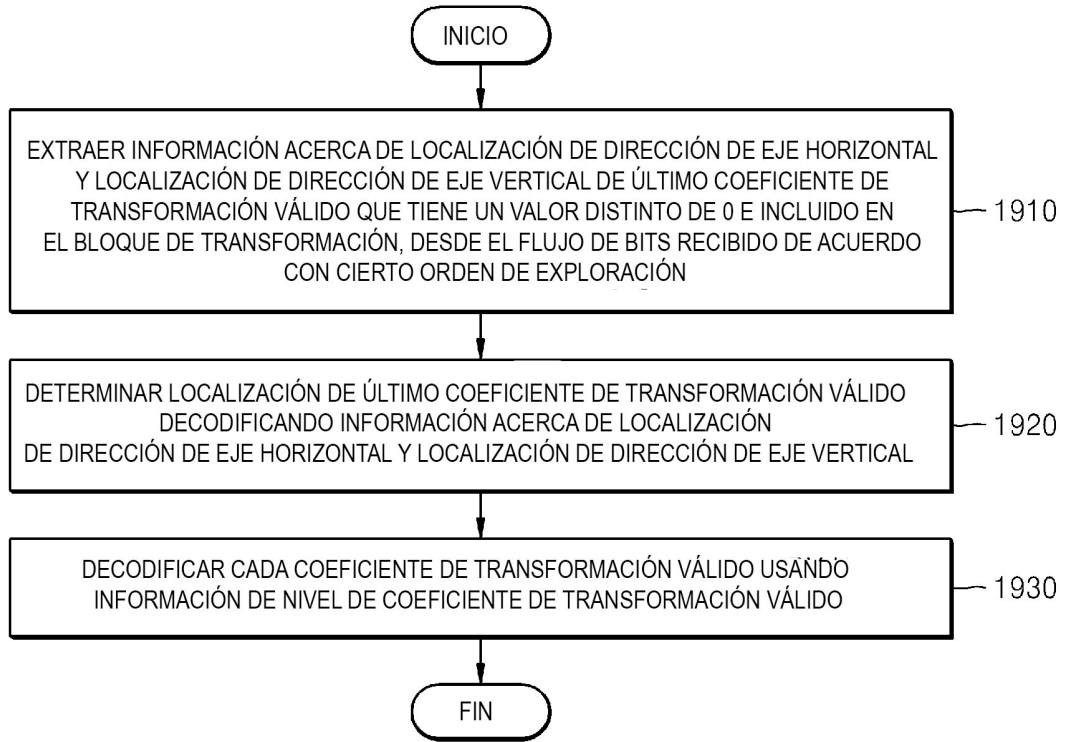 INICIO
EXTRAER INFORMACIÓN ACERCA DE LOCALIZACIÓN DE DIRECCIÓN DE EJE HORIZONTAL
Y LOCALIZACIÓN DE DIRECCIÓN DE EJE VERTICAL DE ÚLTIMO COEFICIENTE DE
TRANSFORMACIÓN VÁLIDO QUE TIENE UN VALOR DISTINTO DE 0 E INCLUIDO EN
EL BLOQUE DE TRANSFORMACIÓN, DESDE EL FLUJO DE BITS RECIBIDO DE ACUERDO
CON CIERTO ORDEN DE EXPLORACIÓN
1910
DETERMINAR LOCALIZACIÓN DE ÚLTIMO COEFICIENTE DE TRANSFORMACIÓN VÁLIDO
DECODIFICANDO INFORMACIÓN ACERCA DE LOCALIZACIÓN
DE DIRECCIÓN DE EJE HORIZONTAL Y LOCALIZACIÓN DE DIRECCIÓN DE EJE VERTICAL
1920
DECODIFICAR CADA COEFICIENTE DE TRANSFORMACIÓN VÁLIDO USANDO
INFORMACIÓN DE NIVEL DE COEFICIENTE DE TRANSFORMACIÓN VÁLIDO
1930
FIN